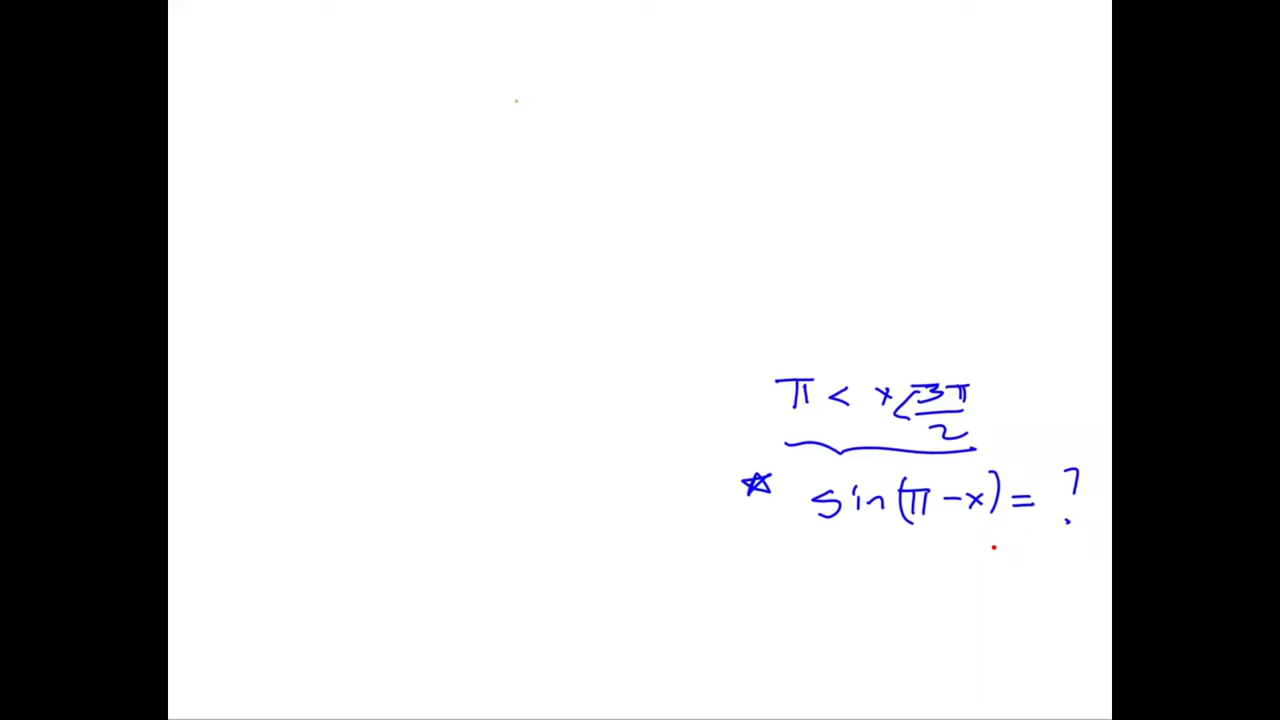 π < x < 3π/2
☆ sin(π-x) = ?